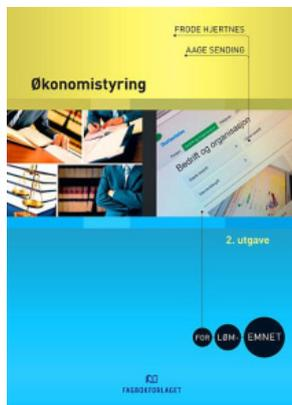 FRODE HJERTNES
AAGE SENDING
Økonomistyring
Bedrift og organisasjon
2. utgave
FOR LØM- EMNET
FAGBOKFORLAGET